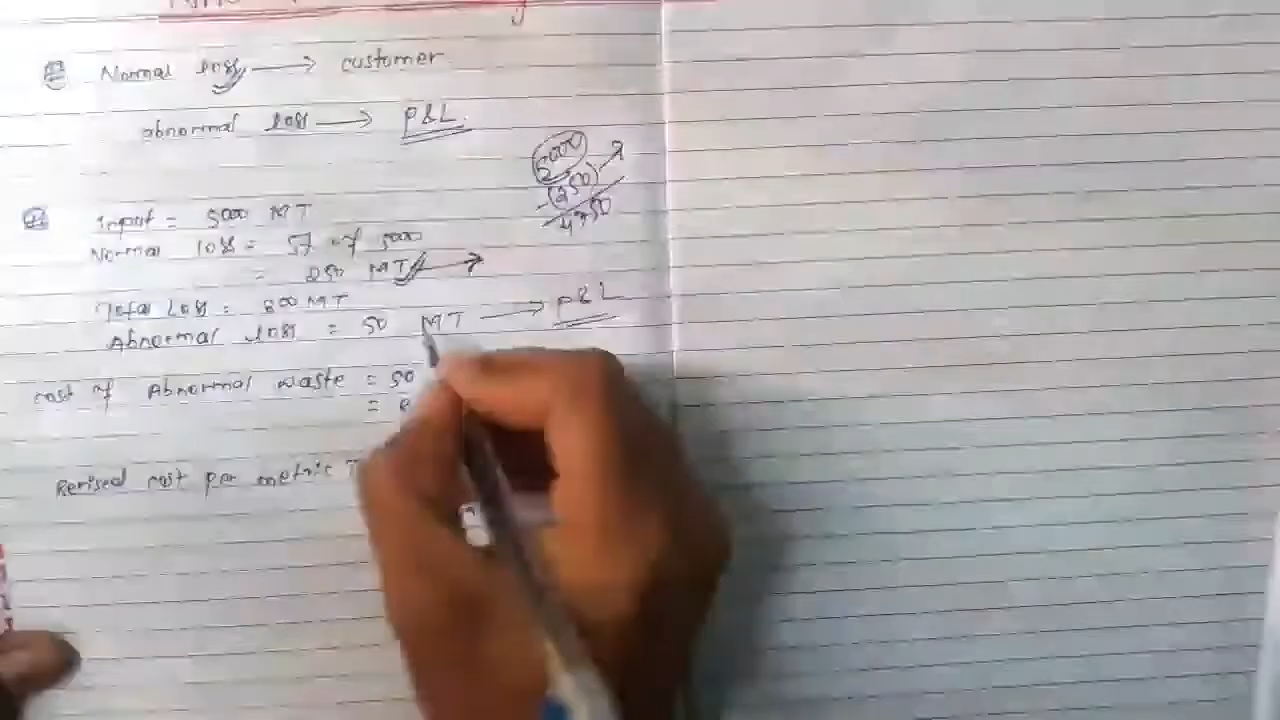 Normal loss → customer
abnormal loss → P&L
5000
(250)
4750
Input = 5000 MT
Normal loss = 5% of 5000
= 250 MT →
Total Loss = 300 MT
Abnormal loss = 50 MT → P&L
cost of Abnormal waste = 50
=
Revised cost per metric T